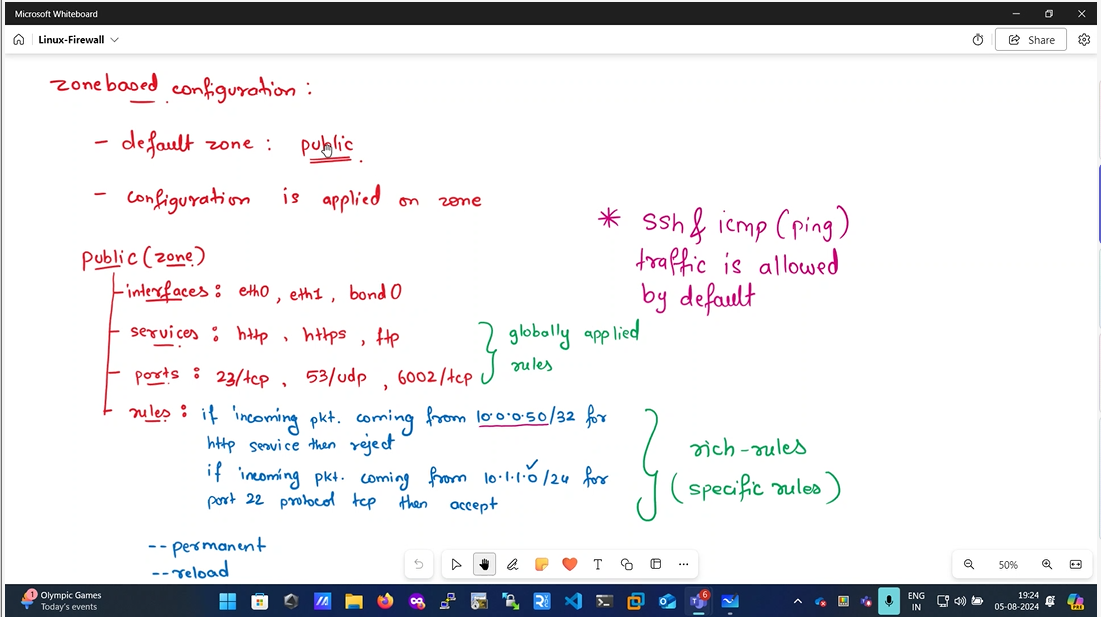 Microsoft Whiteboard
Linux-Firewall
Share
zone based configuration :
- default zone : public
- configuration is applied on zone
* ssh & icmp (ping)
traffic is allowed
by default
public (zone)
interfaces : eth0, eth1, bond0
services : http, https, ftp
ports : 23/tcp, 53/udp, 6002/tcp
globally applied
rules
rules : if incoming pkt. coming from 10.0.0.50/32 for
http service then reject
if incoming pkt. coming from 10.1.1.0/24 for
port 22 protocol tcp then accept
rich-rules
(specific rules)
--permanent
--reload
50%
1
Olympic Games
Today's events
6
ENG
IN
19:24
05-08-2024